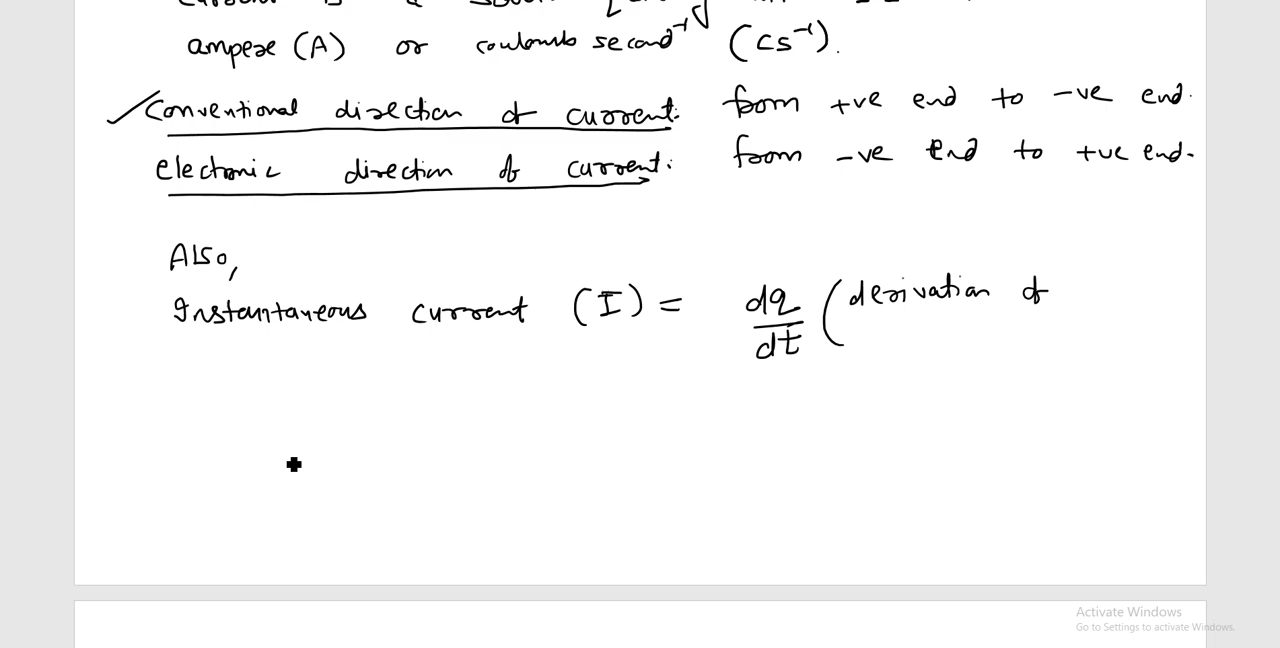 ampere (A) or coulomb second⁻¹ (Cs⁻¹).
Conventional direction of current: from +ve end to -ve end.
electronic direction of current: from -ve end to +ve end.
Also,
Instantaneous current (I) = dq/dt (derivation of
Activate Windows
Go to Settings to activate Windows.